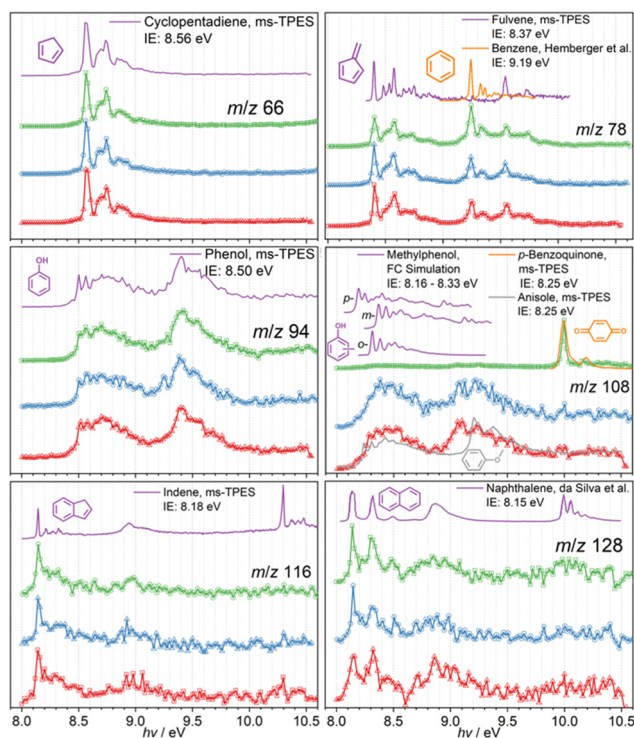 Cyclopentadiene, ms-TPES
IE: 8.56 eV
m/z 66
Fulvene, ms-TPES
IE: 8.37 eV
Benzene, Hemberger et al.
IE: 9.19 eV
m/z 78
OH
Phenol, ms-TPES
IE: 8.50 eV
m/z 94
Methylphenol,
FC Simulation
IE: 8.16 - 8.33 eV
p-Benzoquinone,
ms-TPES
IE: 8.25 eV
Anisole, ms-TPES
IE: 8.25 eV
p-
m-
OH
o-
O
O
m/z 108
O
Indene, ms-TPES
IE: 8.18 eV
m/z 116
Naphthalene, da Silva et al.
IE: 8.15 eV
m/z 128
8.0 8.5 9.0 9.5 10.0 10.5
hv / eV
8.0 8.5 9.0 9.5 10.0 10.5
hv / eV